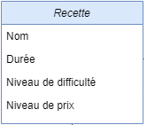 Recette
Nom
Durée
Niveau de difficulté
Niveau de prix